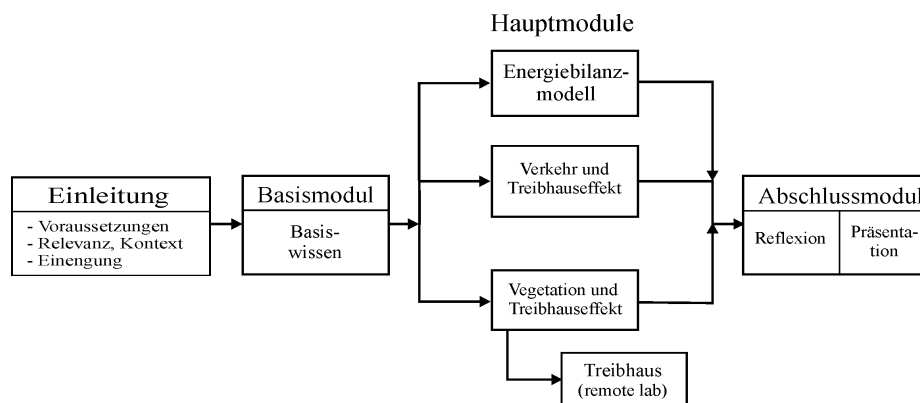 Hauptmodule
Energiebilanz-
modell
Verkehr und
Treibhauseffekt
Einleitung
- Voraussetzungen
- Relevanz, Kontext
- Einengung
Basismodul
Basis-
wissen
Abschlussmodul
Reflexion
Präsenta-
tion
Vegetation und
Treibhauseffekt
Treibhaus
(remote lab)